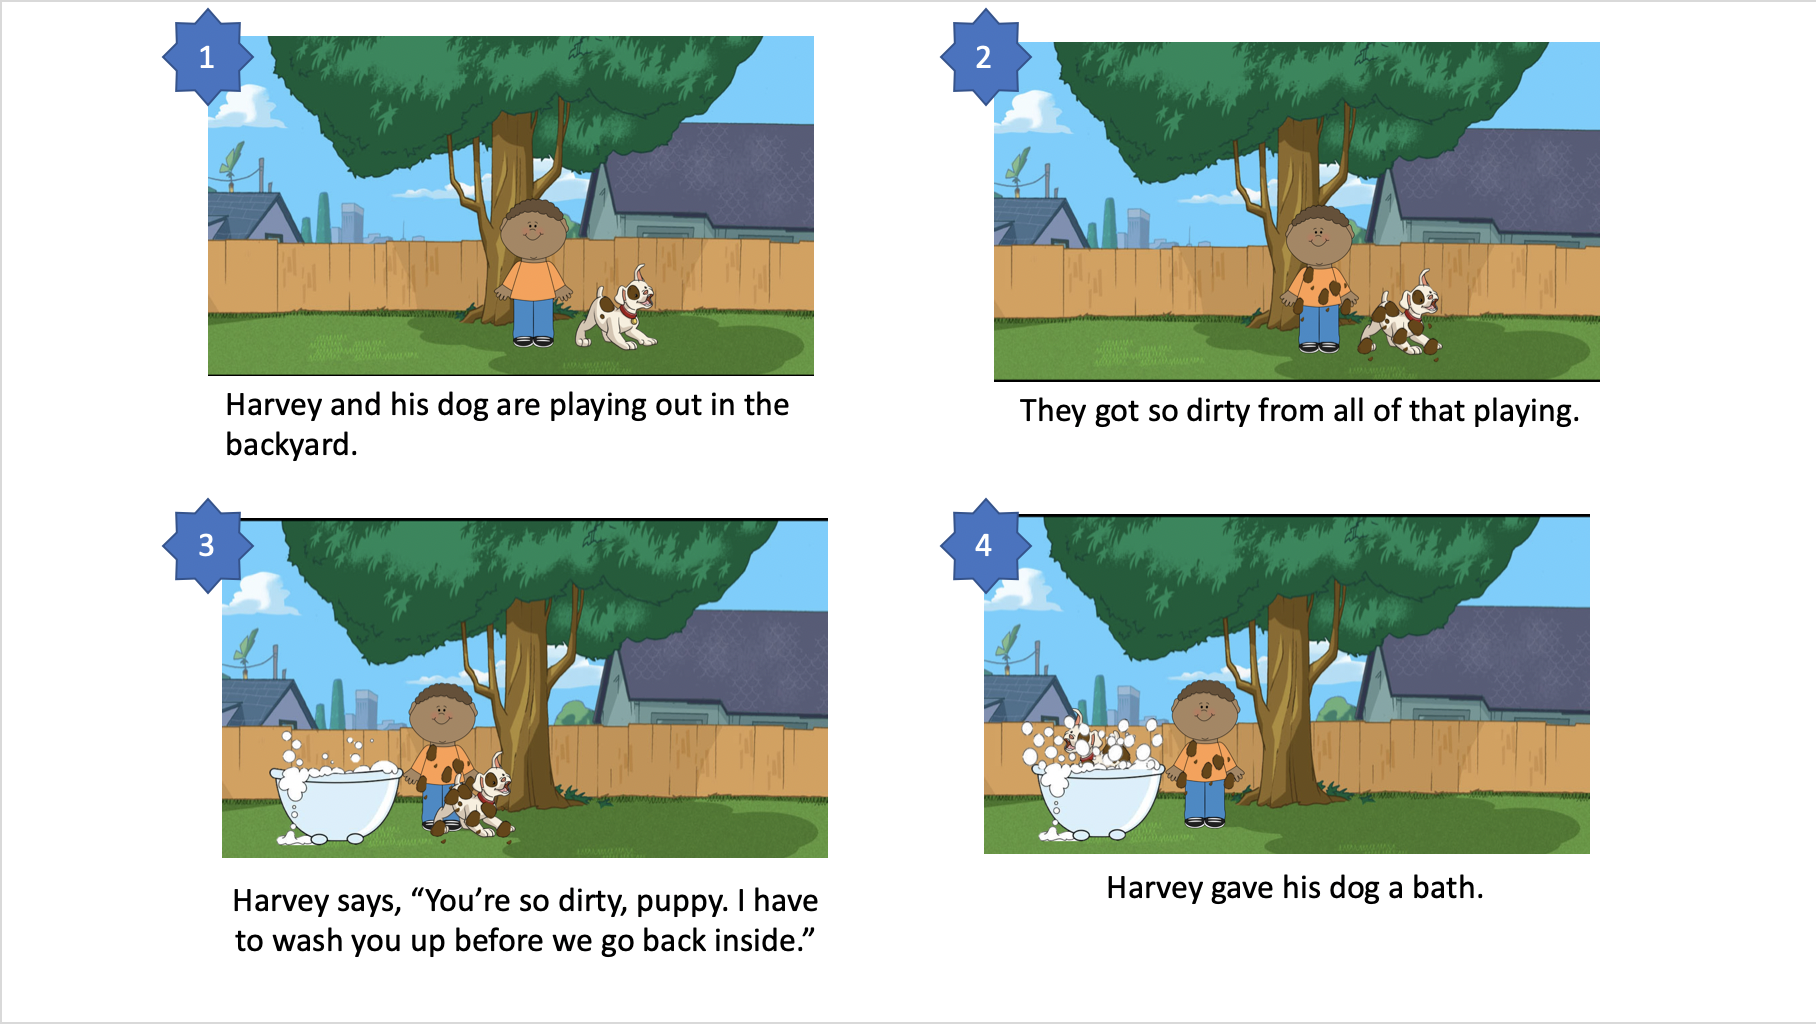 1
Harvey and his dog are playing out in the
backyard.
2
They got so dirty from all of that playing.
3
Harvey says, “You’re so dirty, puppy. I have
to wash you up before we go back inside.”
4
Harvey gave his dog a bath.